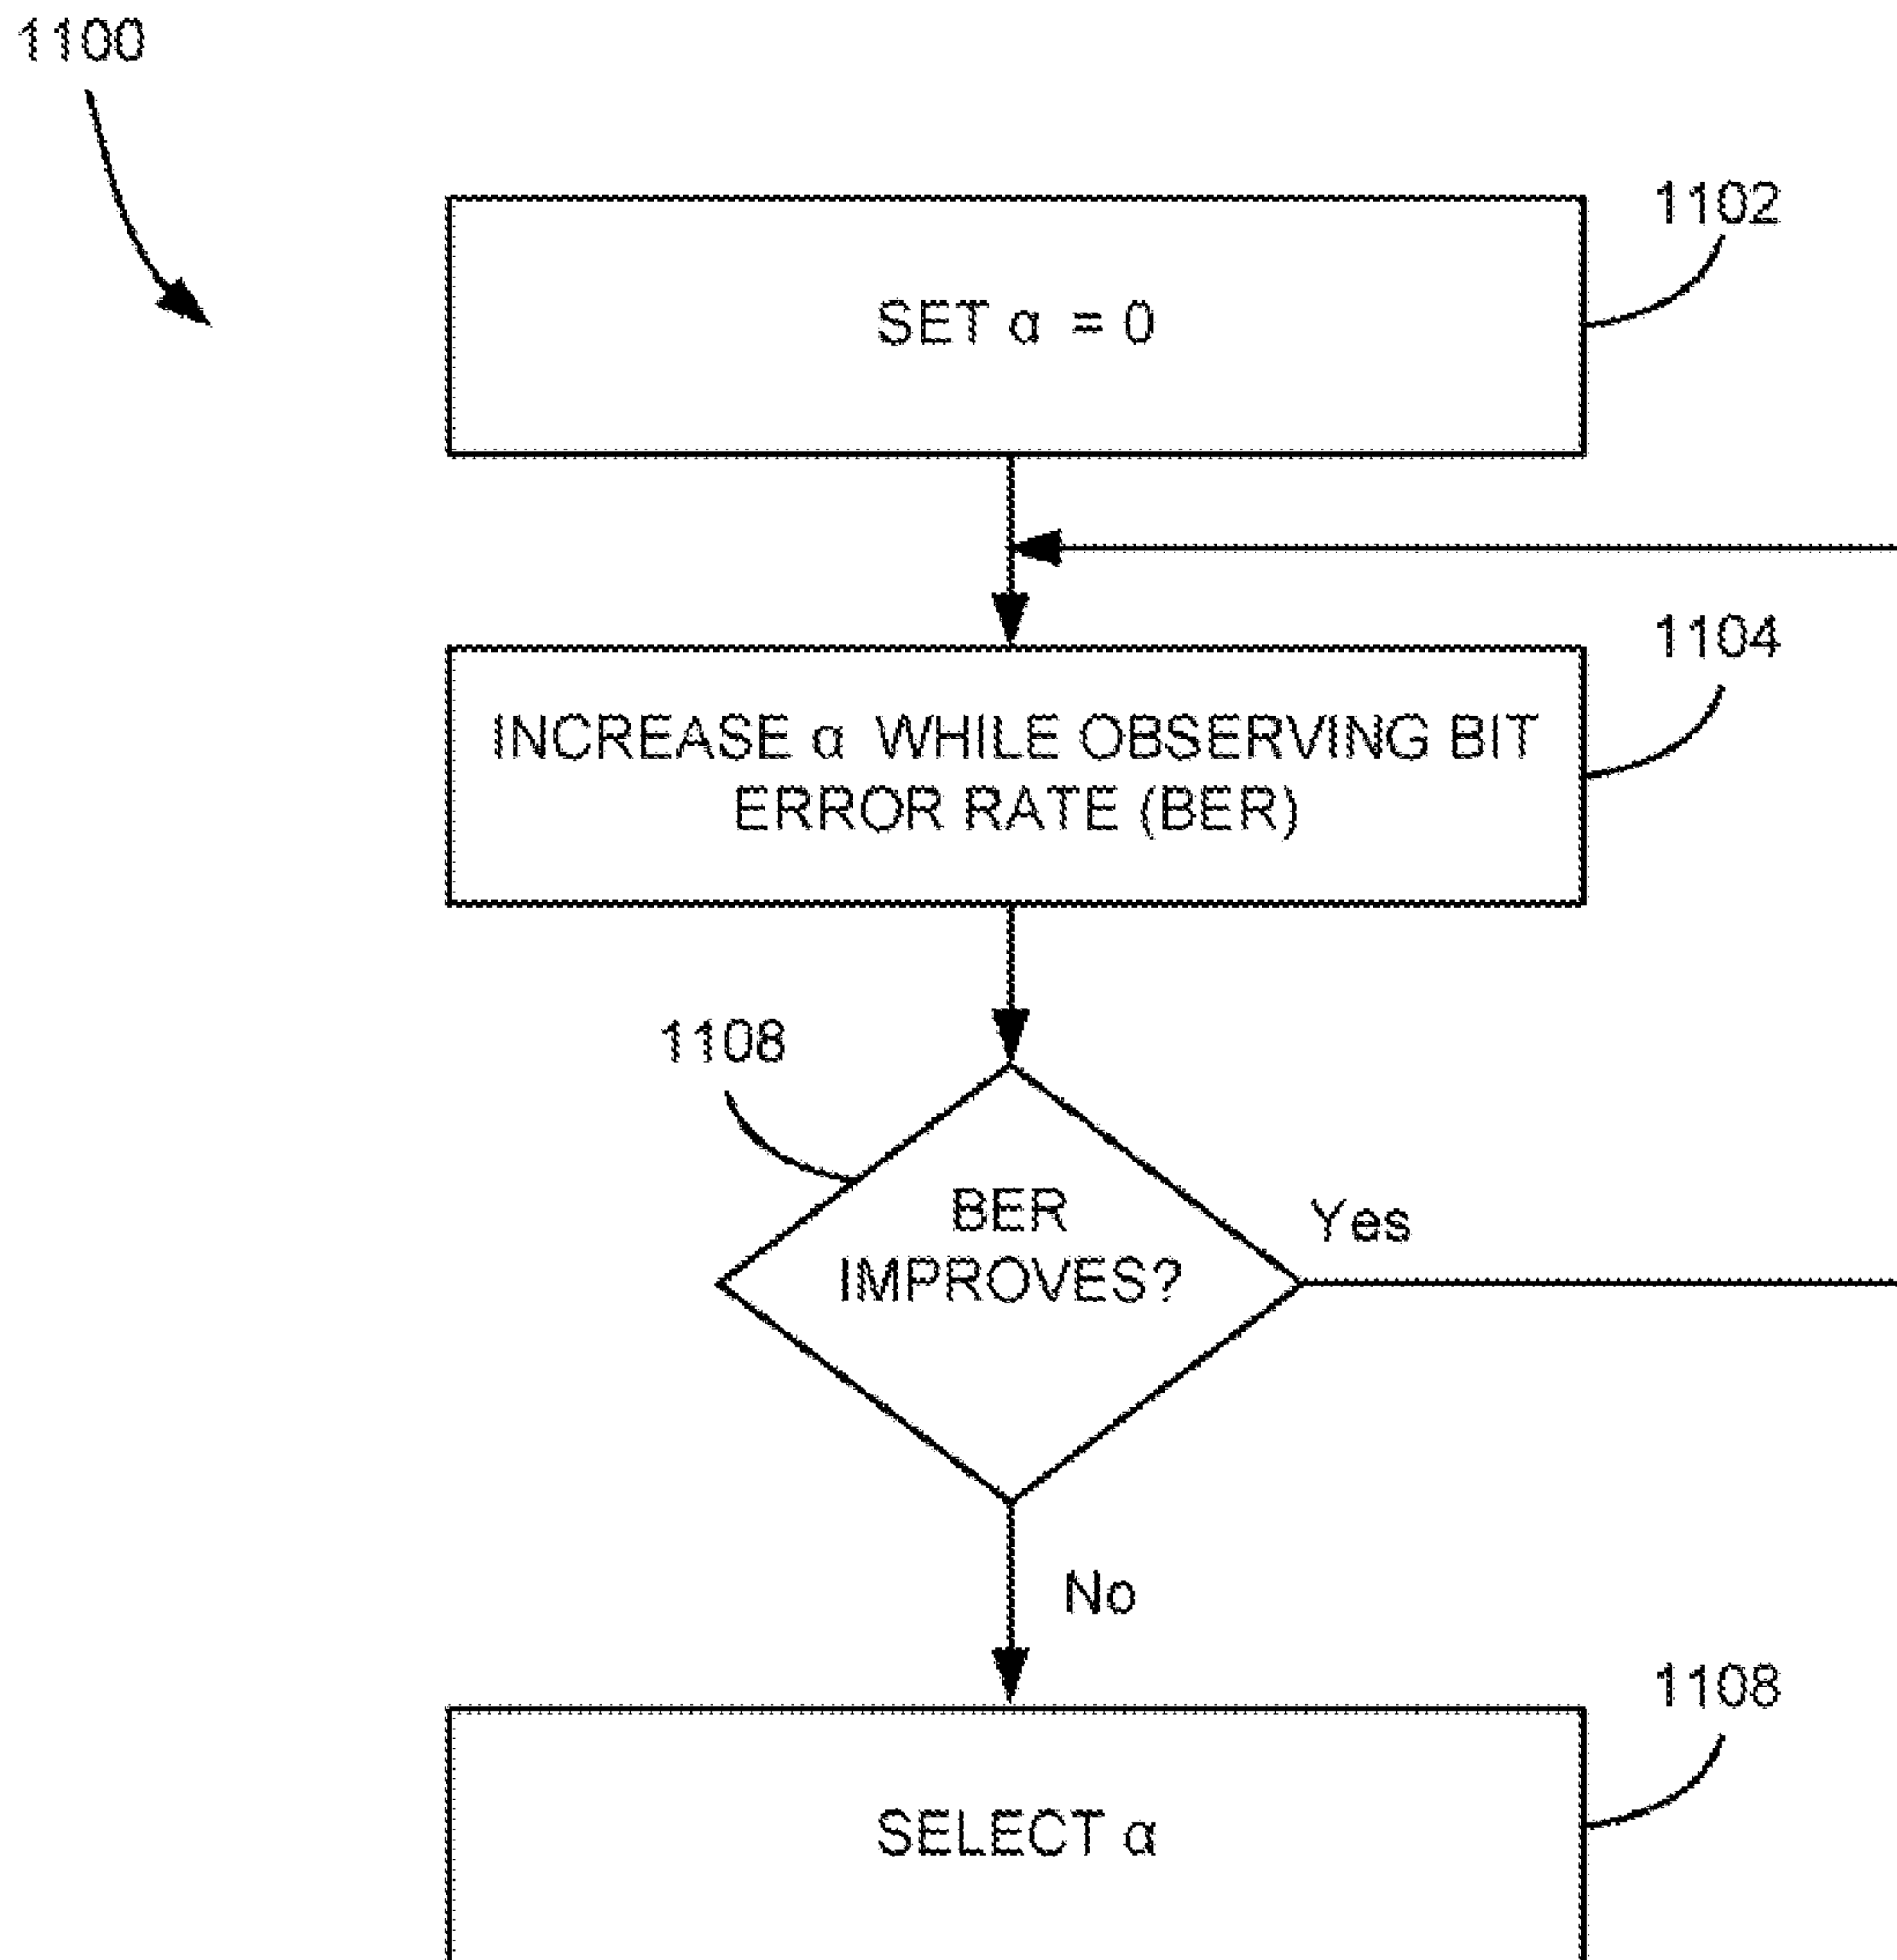 1100
1102
SET α = 0
1104
INCREASE α WHILE OBSERVING BIT
ERROR RATE (BER)
1108
BER
IMPROVES?
Yes
No
1108
SELECT α